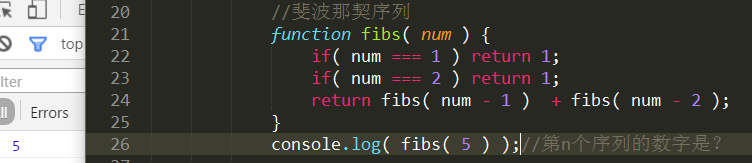 top
lter
All
Errors
5
20 //斐波那契序列
21 function fibs( num ) {
22 if( num === 1 ) return 1;
23 if( num === 2 ) return 1;
24 return fibs( num - 1 )  + fibs( num - 2 );
25 }
26 console.log( fibs( 5 ) );//第n个序列的数字是?